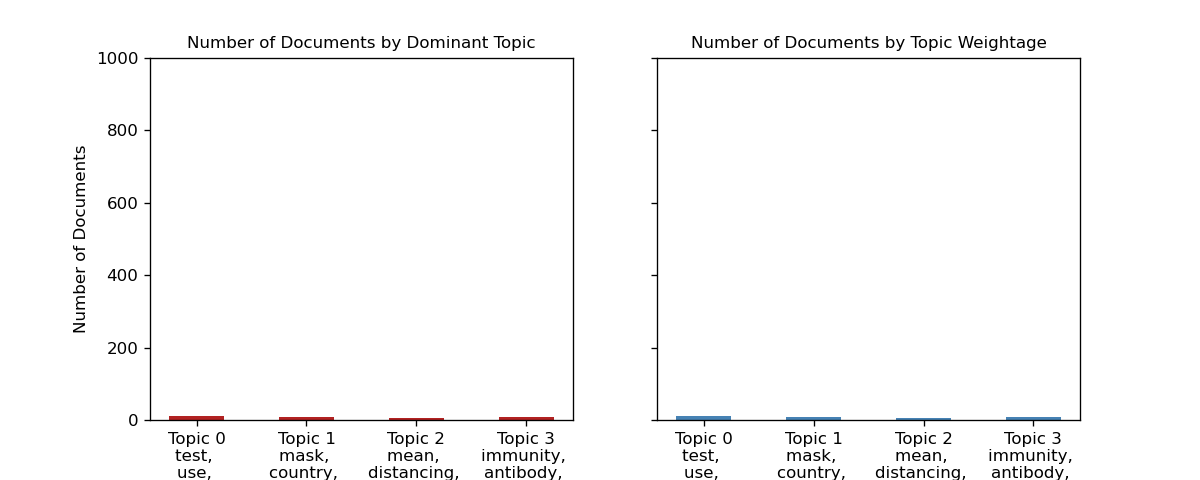 Number of Documents by Dominant Topic
Number of Documents
1000
800
600
400
200
0
Topic 0
test,
use,
Topic 1
mask,
country,
Topic 2
mean,
distancing,
Topic 3
immunity,
antibody,
Number of Documents by Topic Weightage
Topic 0
test,
use,
Topic 1
mask,
country,
Topic 2
mean,
distancing,
Topic 3
immunity,
antibody,